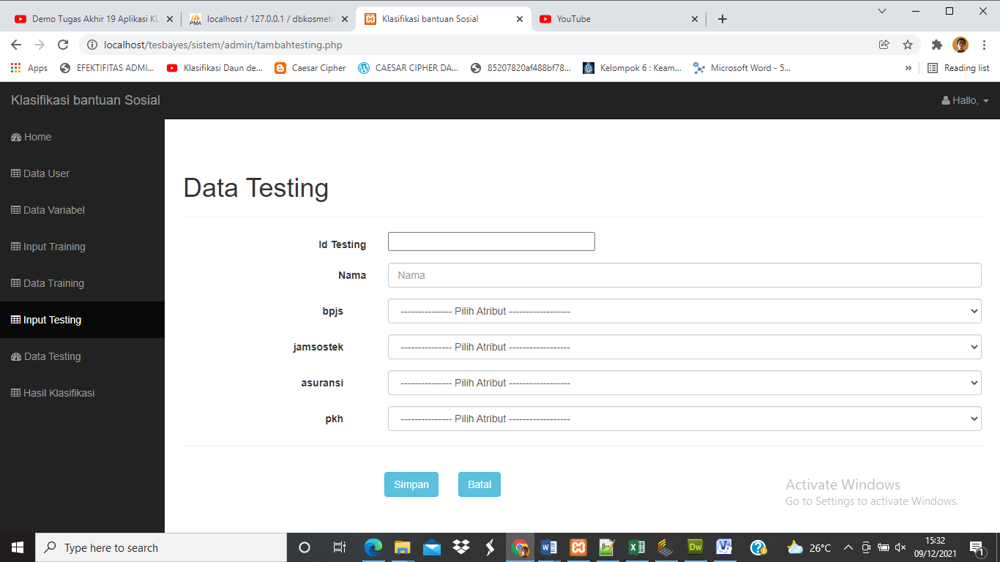 Demo Tugas Akhir 19 Aplikasi KL
localhost / 127.0.0.1 / dbkosmeti
Klasifikasi bantuan Sosial
YouTube
localhost/tesbayes/sistem/admin/tambahtesting.php
Apps
EFEKTIFITAS ADMI...
Klasifikasi Daun de...
Caesar Cipher
CAESAR CIPHER DA...
85207820af488bf78...
Kelompok 6 : Keam...
Microsoft Word - 5...
»
Reading list
Klasifikasi bantuan Sosial
Hallo,
Home
Data User
Data Variabel
Input Training
Data Training
Input Testing
Data Testing
Hasil Klasifikasi
Data Testing
Id Testing
Nama
Nama
bpjs
--------------- Pilih Atribut ------------------
jamsostek
--------------- Pilih Atribut ------------------
asuransi
--------------- Pilih Atribut ------------------
pkh
--------------- Pilih Atribut ------------------
Simpan
Batal
Activate Windows
Go to Settings to activate Windows.
Type here to search
26°C
15:32
09/12/2021
1